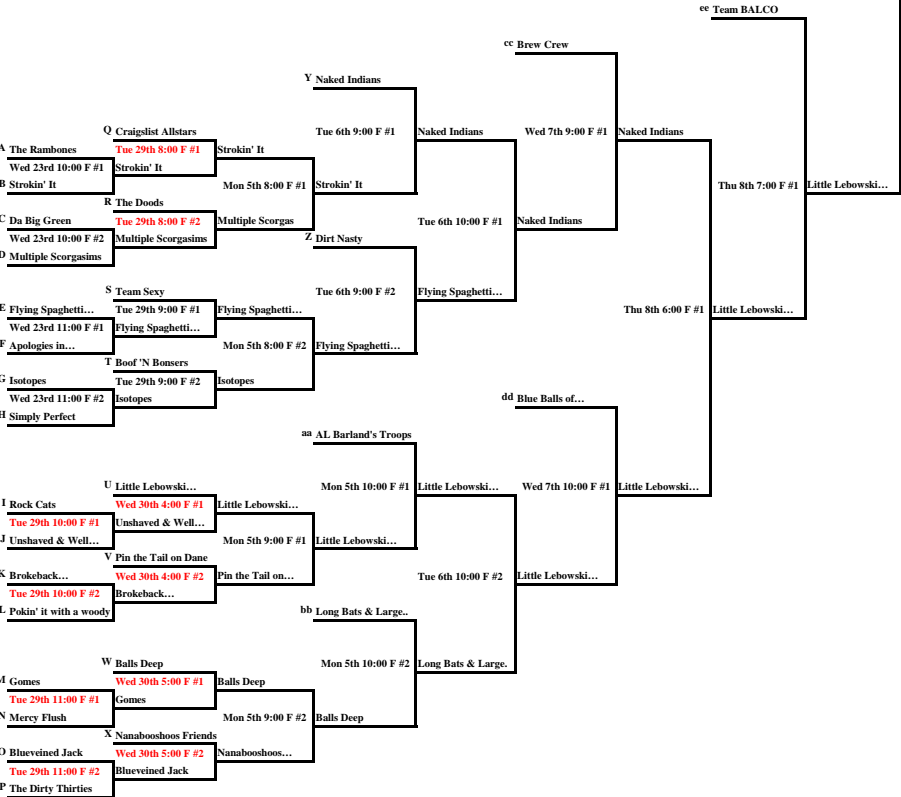 ee Team BALCO
cc Brew Crew
Y Naked Indians
Q Craigslist Allstars
Tue 6th 9:00 F #1
Naked Indians
Wed 7th 9:00 F #1
Naked Indians
A The Rambones
Tue 29th 8:00 F #1
Strokin' It
Wed 23rd 10:00 F #1
Strokin' It
B Strokin' It
Mon 5th 8:00 F #1
Strokin' It
Thu 8th 7:00 F #1
Little Lebowski...
R The Doods
C Da Big Green
Tue 29th 8:00 F #2
Multiple Scorgas
Tue 6th 10:00 F #1
Naked Indians
Wed 23rd 10:00 F #2
Multiple Scorgasims
Z Dirt Nasty
D Multiple Scorgasims
S Team Sexy
Tue 6th 9:00 F #2
Flying Spaghetti...
E Flying Spaghetti...
Tue 29th 9:00 F #1
Flying Spaghetti...
Thu 8th 6:00 F #1
Little Lebowski...
Wed 23rd 11:00 F #1
Flying Spaghetti...
F Apologies in...
Mon 5th 8:00 F #2
Flying Spaghetti...
T Boof 'N Bonsers
G Isotopes
Tue 29th 9:00 F #2
Isotopes
Wed 23rd 11:00 F #2
Isotopes
dd Blue Balls of...
H Simply Perfect
aa AL Barland's Troops
U Little Lebowski...
Mon 5th 10:00 F #1
Little Lebowski...
Wed 7th 10:00 F #1
Little Lebowski...
I Rock Cats
Wed 30th 4:00 F #1
Little Lebowski...
Tue 29th 10:00 F #1
Unshaved & Well...
J Unshaved & Well...
Mon 5th 9:00 F #1
Little Lebowski...
V Pin the Tail on Dane
K Brokeback...
Wed 30th 4:00 F #2
Pin the Tail on...
Tue 6th 10:00 F #2
Little Lebowski...
Tue 29th 10:00 F #2
Brokeback...
L Pokin' it with a woody
bb Long Bats & Large..
W Balls Deep
Mon 5th 10:00 F #2
Long Bats & Large.
M Gomes
Wed 30th 5:00 F #1
Balls Deep
Tue 29th 11:00 F #1
Gomes
N Mercy Flush
Mon 5th 9:00 F #2
Balls Deep
X Nanabooshoos Friends
O Blueveined Jack
Wed 30th 5:00 F #2
Nanabooshoos...
Tue 29th 11:00 F #2
Blueveined Jack
P The Dirty Thirties